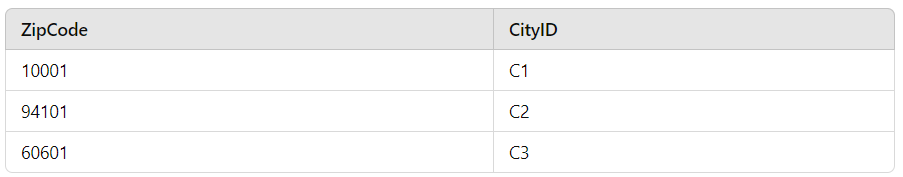 ZipCode CityID
10001 C1
94101 C2
60601 C3